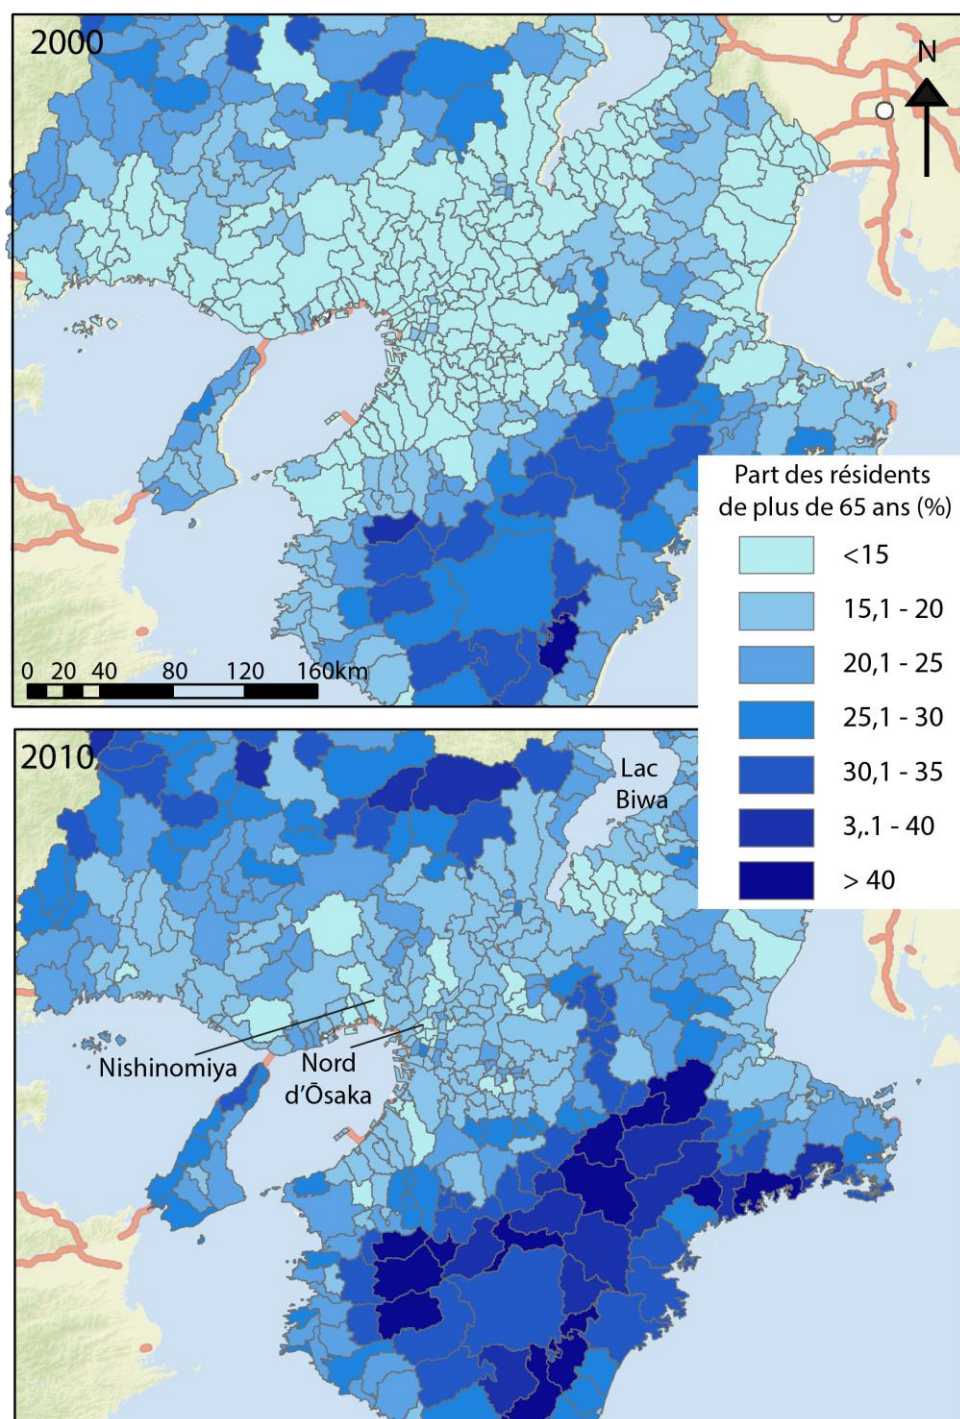 2000
N
Part des résidents
de plus de 65 ans (%)
<15
15,1 - 20
20,1 - 25
25,1 - 30
30,1 - 35
3,.1 - 40
> 40
0 20 40 80 120 160km
2010
Lac
Biwa
Nishinomiya
Nord
d'Ōsaka